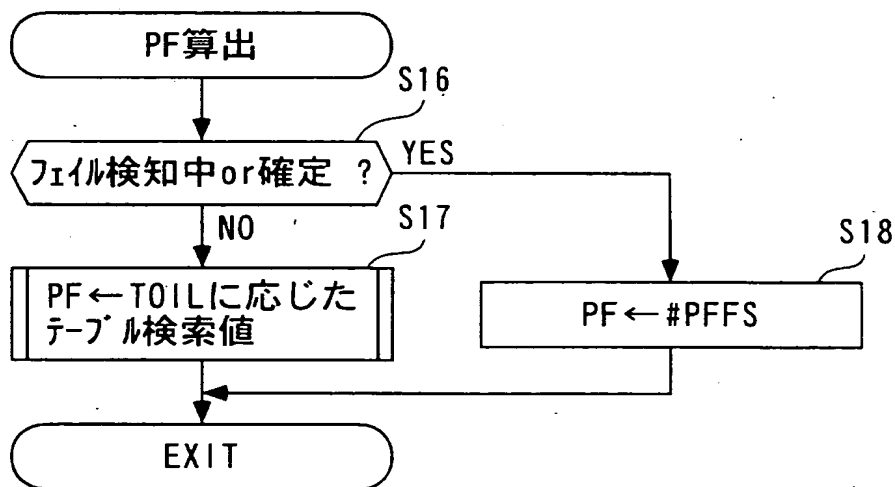 PF算出
S16
フェイル検知中or確定 ?
YES
NO
S17
S18
PF←TOILに応じた
テーブル検索値
PF←#PFFS
EXIT